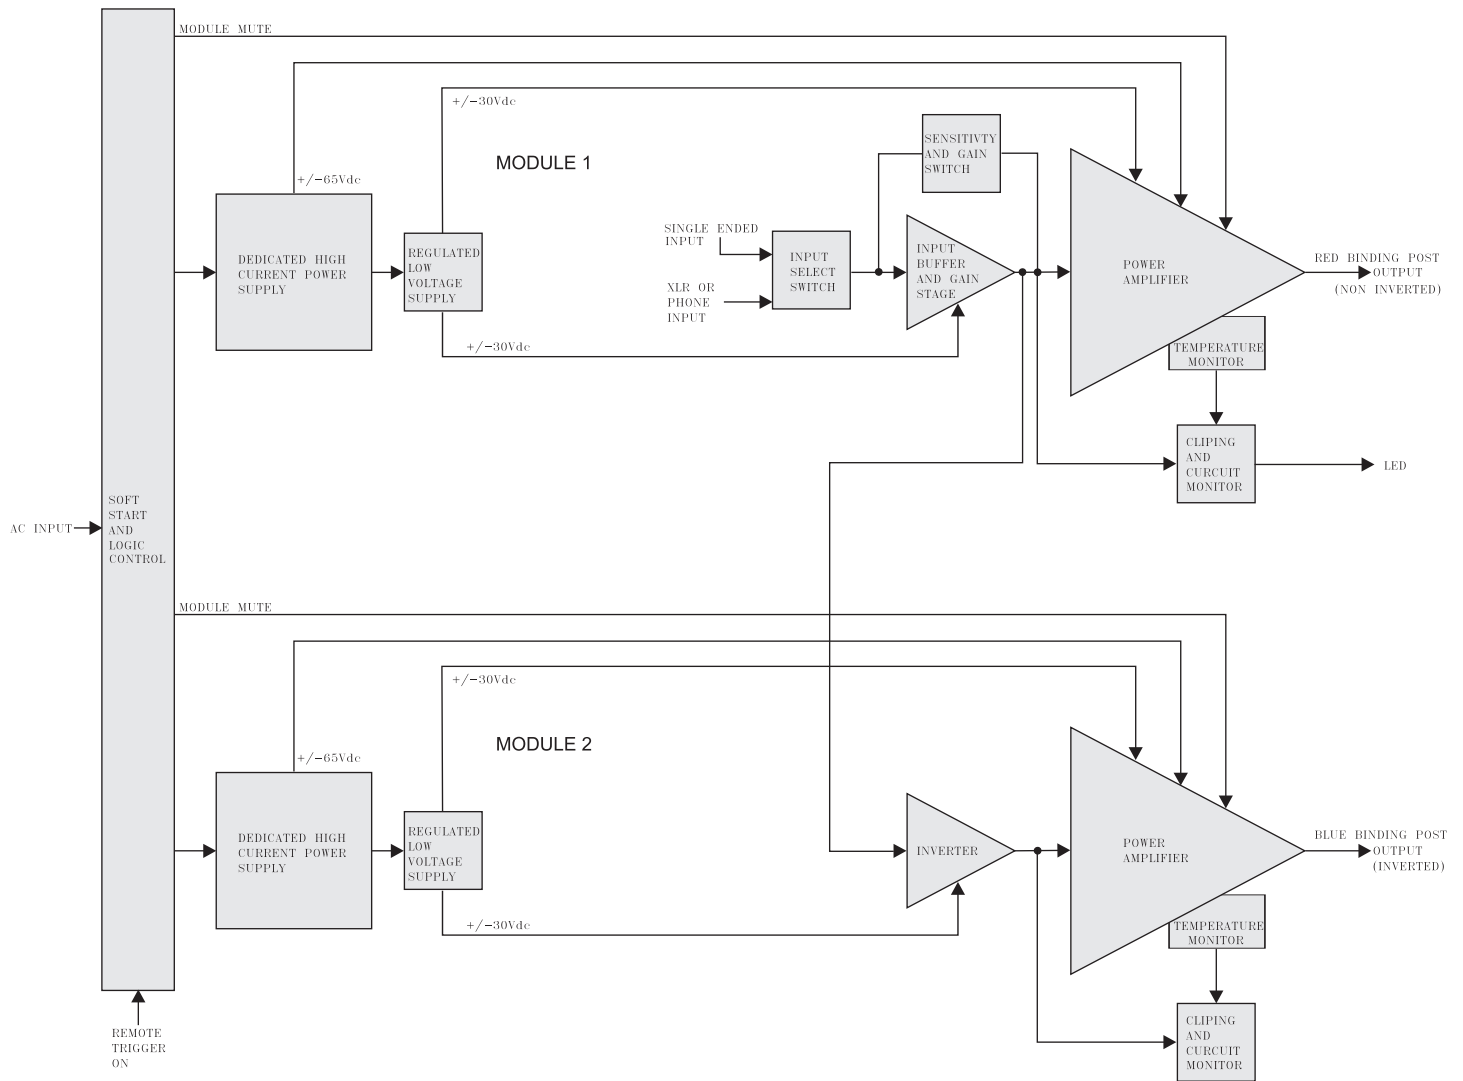 MODULE MUTE
+/−30Vdc
MODULE 1
+/−65Vdc
SENSITIVTY
AND GAIN
SWITCH
DEDICATED HIGH
CURRENT POWER
SUPPLY
REGULATED
LOW
VOLTAGE
SUPPLY
SINGLE ENDED
INPUT
XLR OR
PHONE
INPUT
INPUT
SELECT
SWITCH
INPUT
BUFFER
AND GAIN
STAGE
POWER
AMPLIFIER
RED BINDING POST
OUTPUT
(NON INVERTED)
+/−30Vdc
TEMPERATURE
MONITOR
CLIPING
AND
CURCUIT
MONITOR
LED
AC INPUT
SOFT
START
AND
LOGIC
CONTROL
MODULE MUTE
+/−30Vdc
MODULE 2
+/−65Vdc
DEDICATED HIGH
CURRENT POWER
SUPPLY
REGULATED
LOW
VOLTAGE
SUPPLY
INVERTER
POWER
AMPLIFIER
BLUE BINDING POST
OUTPUT
(INVERTED)
+/−30Vdc
TEMPERATURE
MONITOR
CLIPING
AND
CURCUIT
MONITOR
REMOTE
TRIGGER
ON